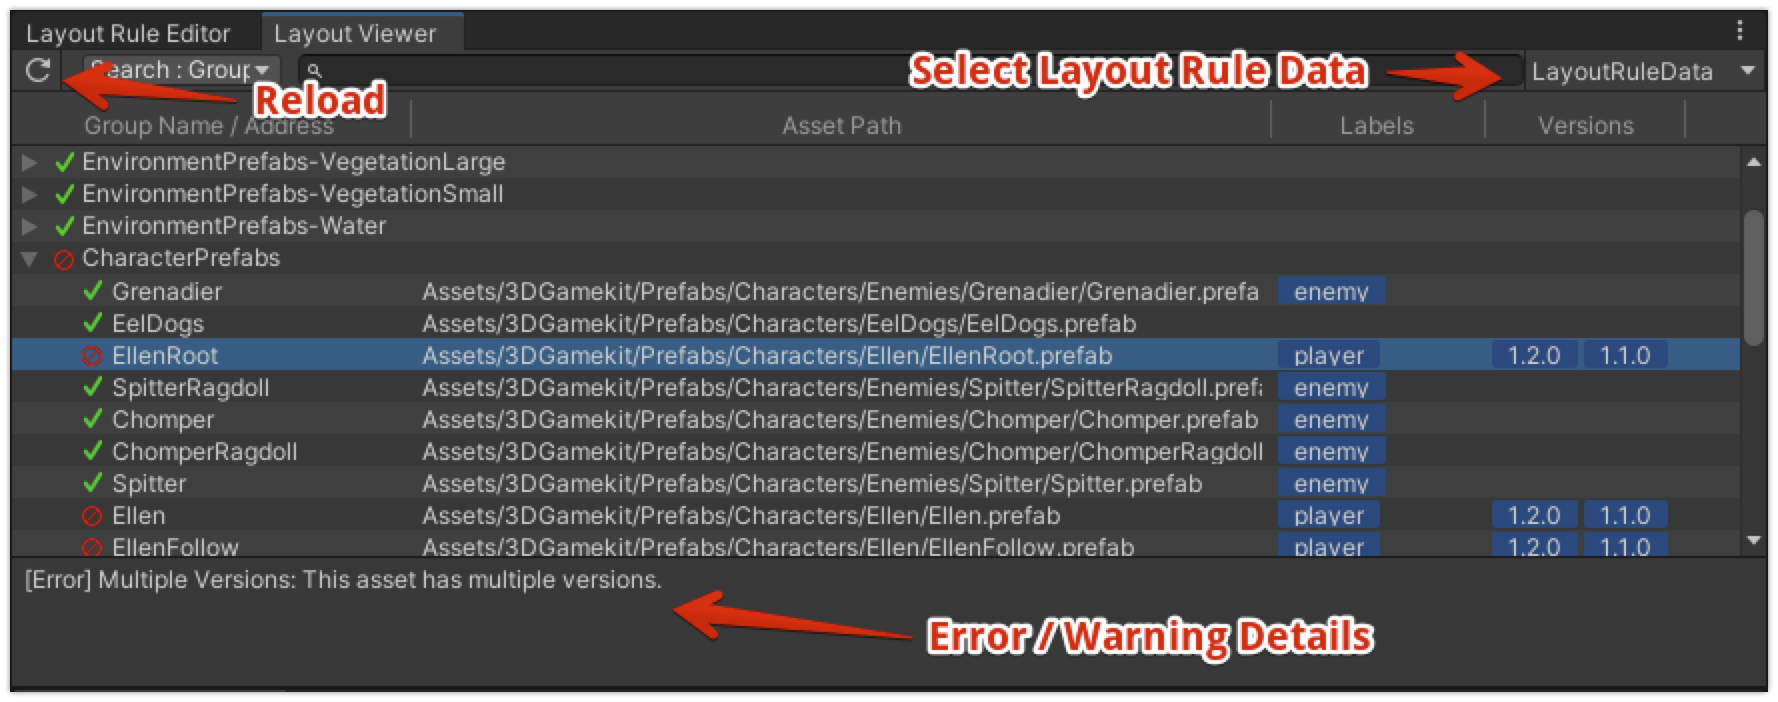 Layout Rule Editor Layout Viewer
Search : Group Select Layout Rule Data LayoutRuleData
Reload
Group Name / Address Asset Path Labels Versions
EnvironmentPrefabs-VegetationLarge
EnvironmentPrefabs-VegetationSmall
EnvironmentPrefabs-Water
CharacterPrefabs
Grenadier Assets/3DGamekit/Prefabs/Characters/Enemies/Grenadier/Grenadier.prefa enemy
EelDogs Assets/3DGamekit/Prefabs/Characters/EelDogs/EelDogs.prefab
EllenRoot Assets/3DGamekit/Prefabs/Characters/Ellen/EllenRoot.prefab player 1.2.0 1.1.0
SpitterRagdoll Assets/3DGamekit/Prefabs/Characters/Enemies/Spitter/SpitterRagdoll.prefa enemy
Chomper Assets/3DGamekit/Prefabs/Characters/Enemies/Chomper/Chomper.prefab enemy
ChomperRagdoll Assets/3DGamekit/Prefabs/Characters/Enemies/Chomper/ChomperRagdoll enemy
Spitter Assets/3DGamekit/Prefabs/Characters/Enemies/Spitter/Spitter.prefab enemy
Ellen Assets/3DGamekit/Prefabs/Characters/Ellen/Ellen.prefab player 1.2.0 1.1.0
EllenFollow Assets/3DGamekit/Prefabs/Characters/Ellen/EllenFollow.prefab player 1.2.0 1.1.0
[Error] Multiple Versions: This asset has multiple versions.
Error / Warning Details